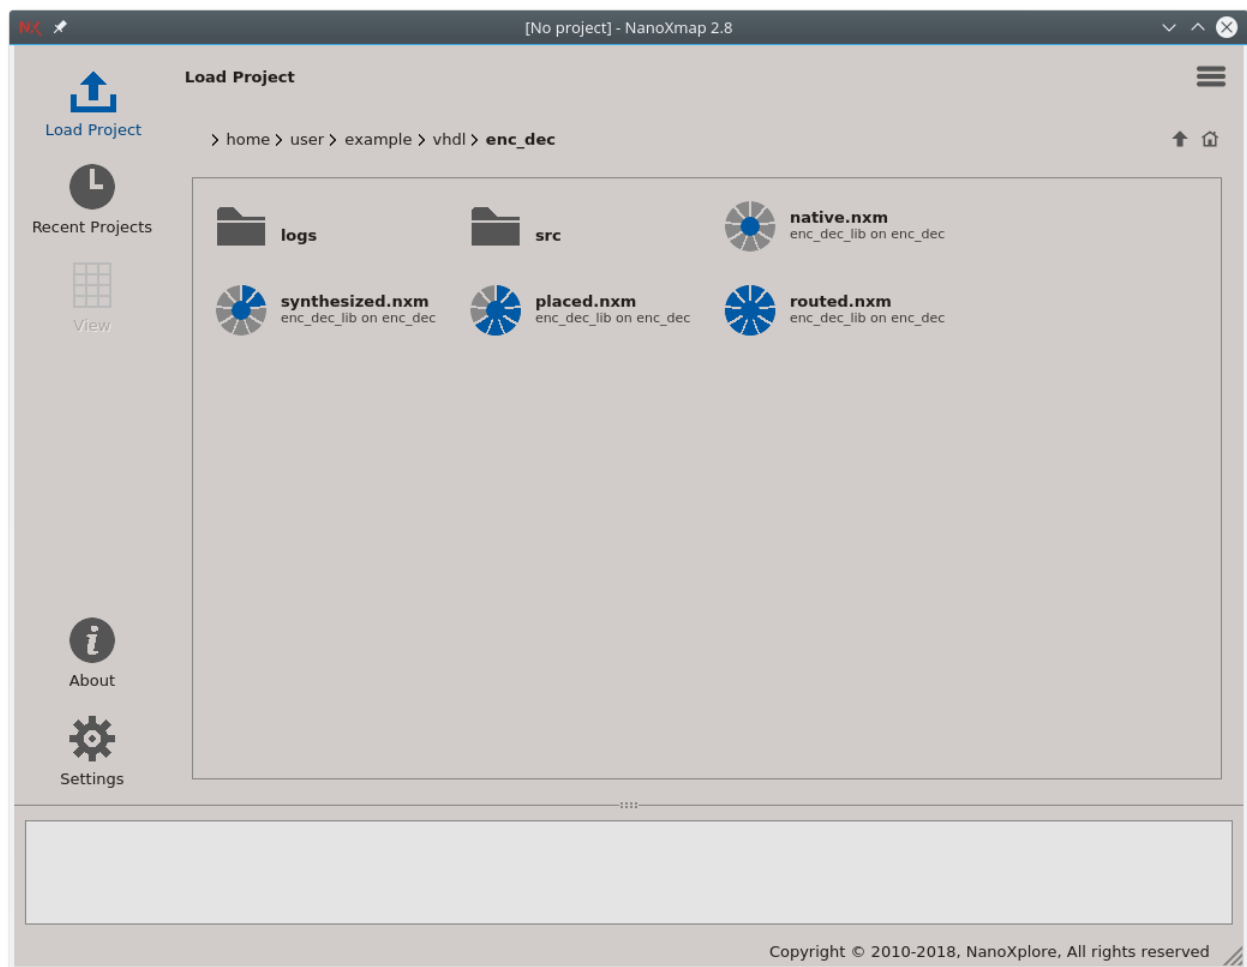 NX
[No project] - NanoXmap 2.8
Load Project
Load Project
home user example vhdl enc_dec
Recent Projects
View
logs
src
native.nxm
enc_dec_lib on enc_dec
synthesized.nxm
enc_dec_lib on enc_dec
placed.nxm
enc_dec_lib on enc_dec
routed.nxm
enc_dec_lib on enc_dec
About
Settings
Copyright © 2010-2018, NanoXplore, All rights reserved